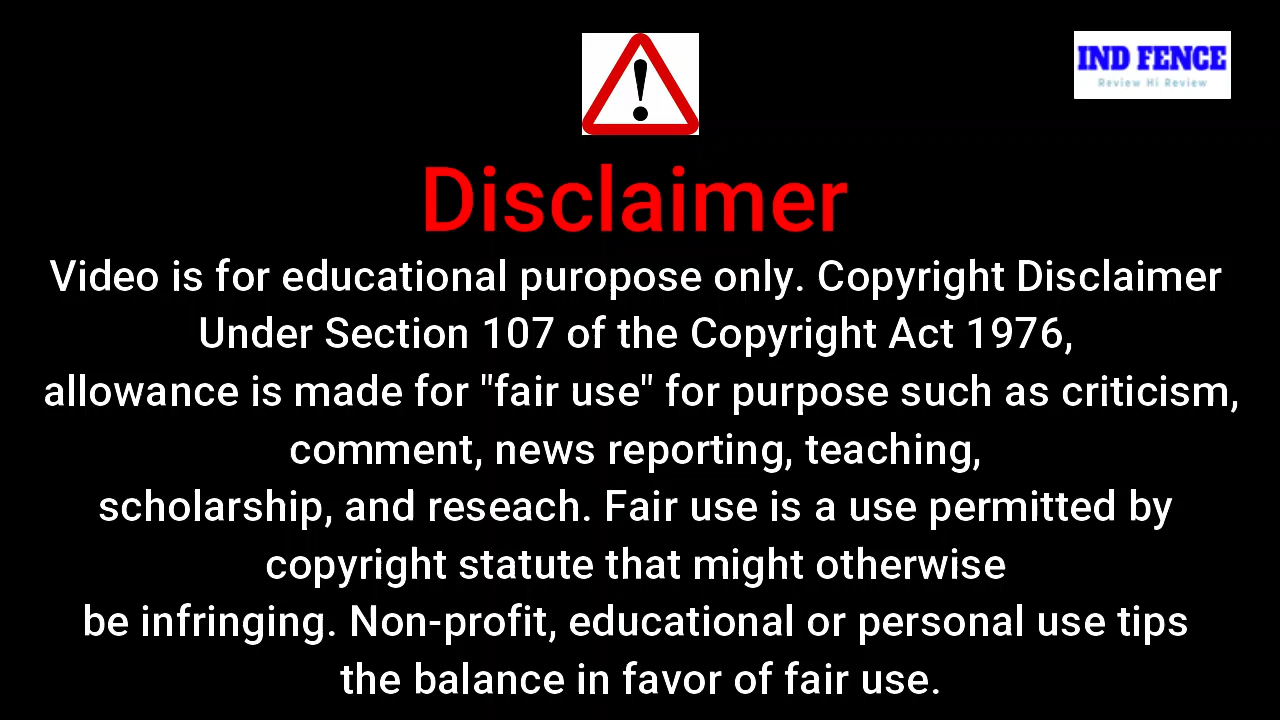 IND FENCE
Review Hi Review
Disclaimer
Video is for educational puropose only. Copyright Disclaimer
Under Section 107 of the Copyright Act 1976,
allowance is made for "fair use" for purpose such as criticism,
comment, news reporting, teaching,
scholarship, and reseach. Fair use is a use permitted by
copyright statute that might otherwise
be infringing. Non-profit, educational or personal use tips
the balance in favor of fair use.